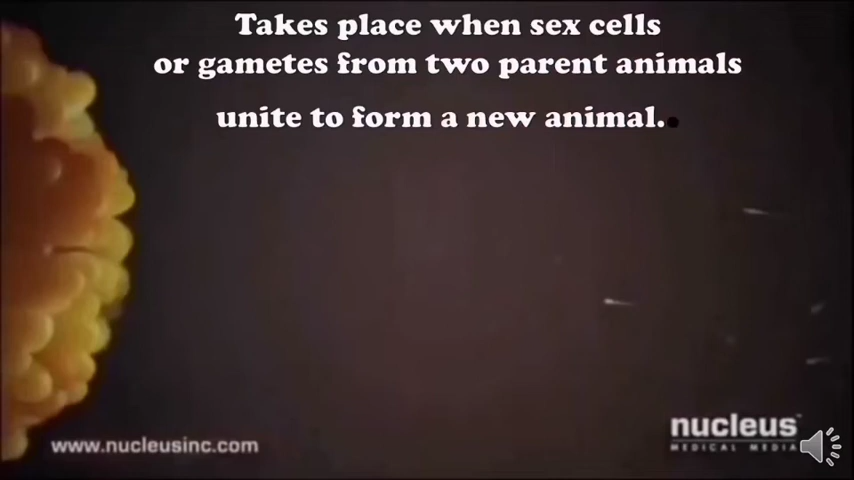 Takes place when sex cells
or gametes from two parent animals
unite to form a new animal.
www.nucleusinc.com
nucleus
MEDICAL MEDIA